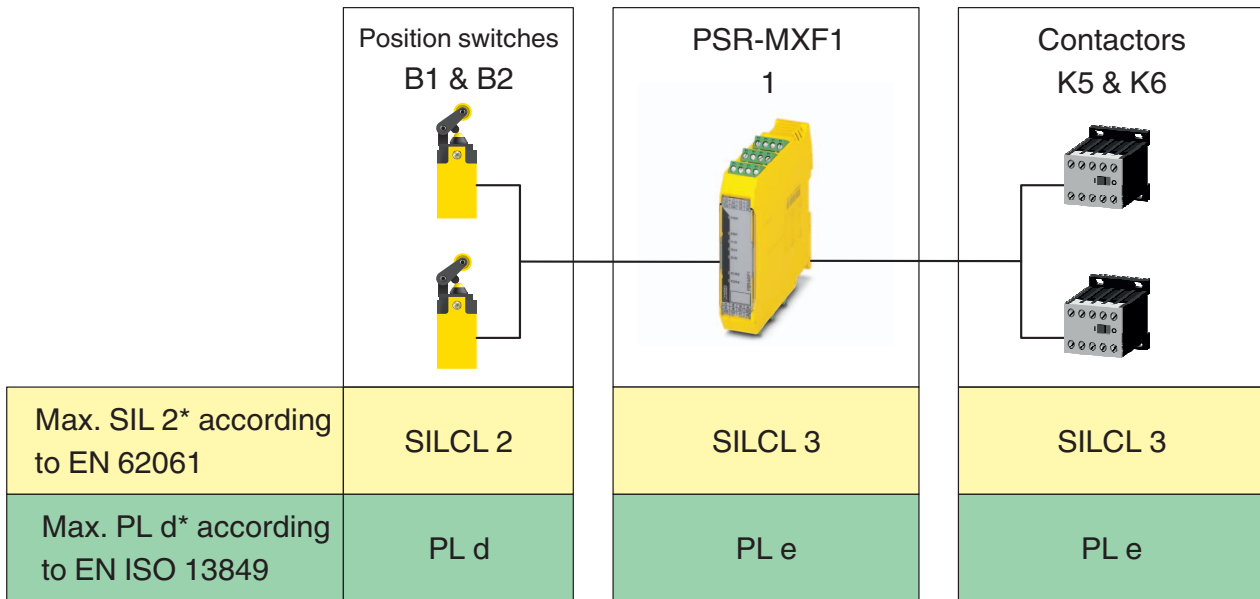 Position switches
B1 & B2
PSR-MXF1
1
Contactors
K5 & K6
Max. SIL 2* according
to EN 62061
SILCL 2
SILCL 3
SILCL 3
Max. PL d* according
to EN ISO 13849
PL d
PL e
PL e